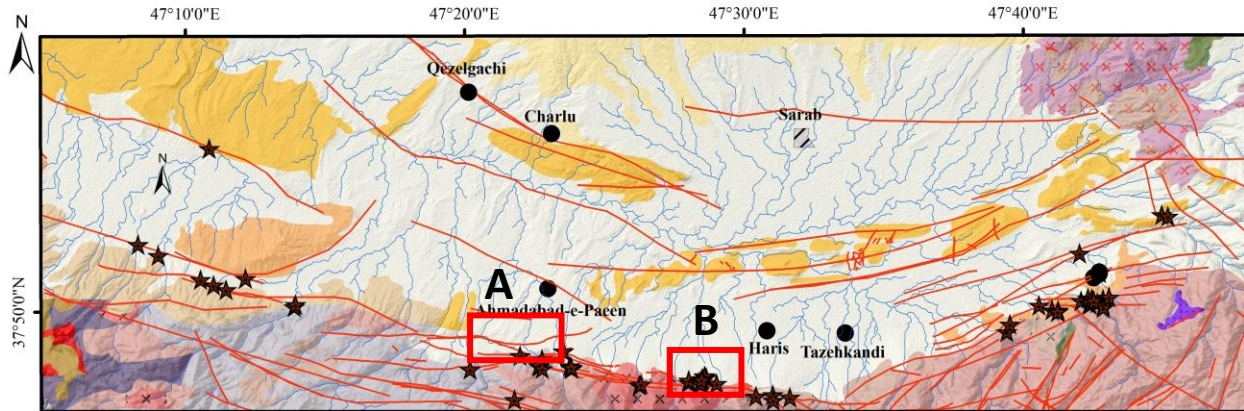 47°10'0"E 47°20'0"E 47°30'0"E 47°40'0"E
N
Qezelgachi
Charlu
Sarab
N
A
Ahmadabad-e-Paeen
37°50'0"N
B
Haris
Tazehkandi